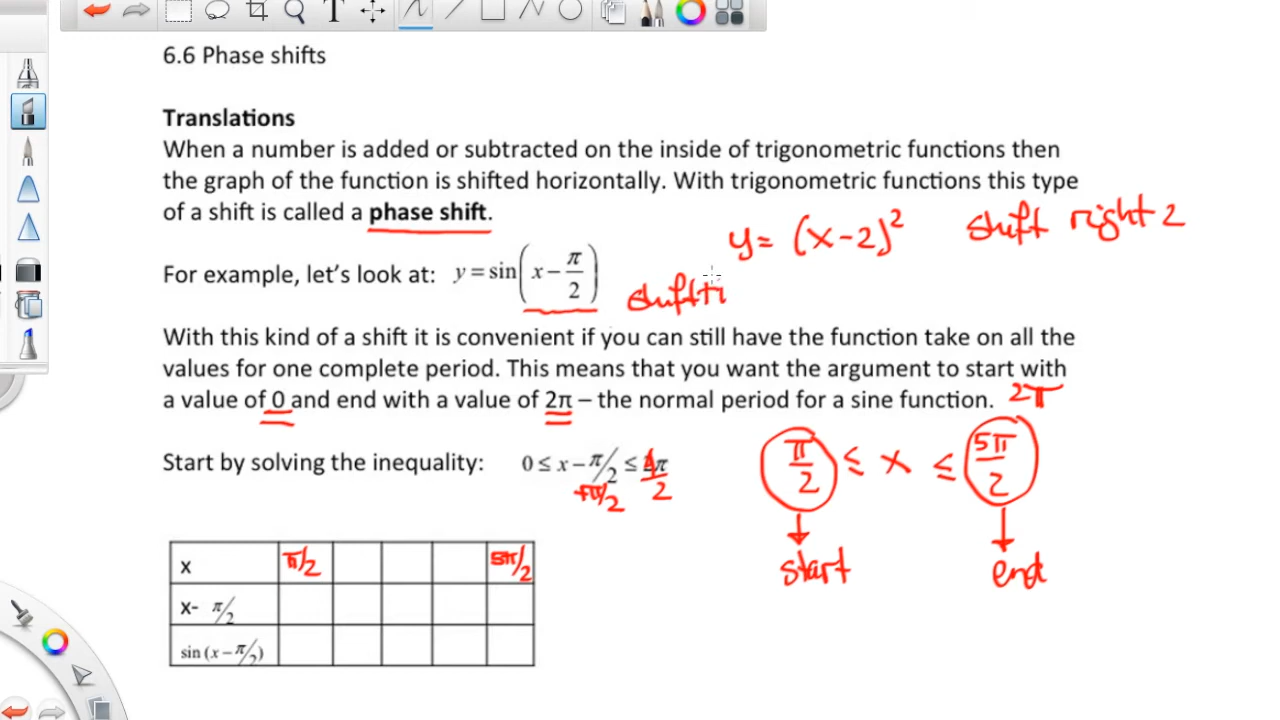 6.6 Phase shifts
Translations
When a number is added or subtracted on the inside of trigonometric functions then
the graph of the function is shifted horizontally. With trigonometric functions this type
of a shift is called a phase shift.
y = (x-2)² shift right 2
For example, let's look at: y = sin(x − π/2)
With this kind of a shift it is convenient if you can still have the function take on all the
values for one complete period. This means that you want the argument to start with
a value of 0 and end with a value of 2π – the normal period for a sine function. 2π
Start by solving the inequality: 0 ≤ x − π/2 ≤
π/2 ≤ x ≤ 5π/2
start end
x π/2 5π/2
x- π/2
sin (x − π/2)